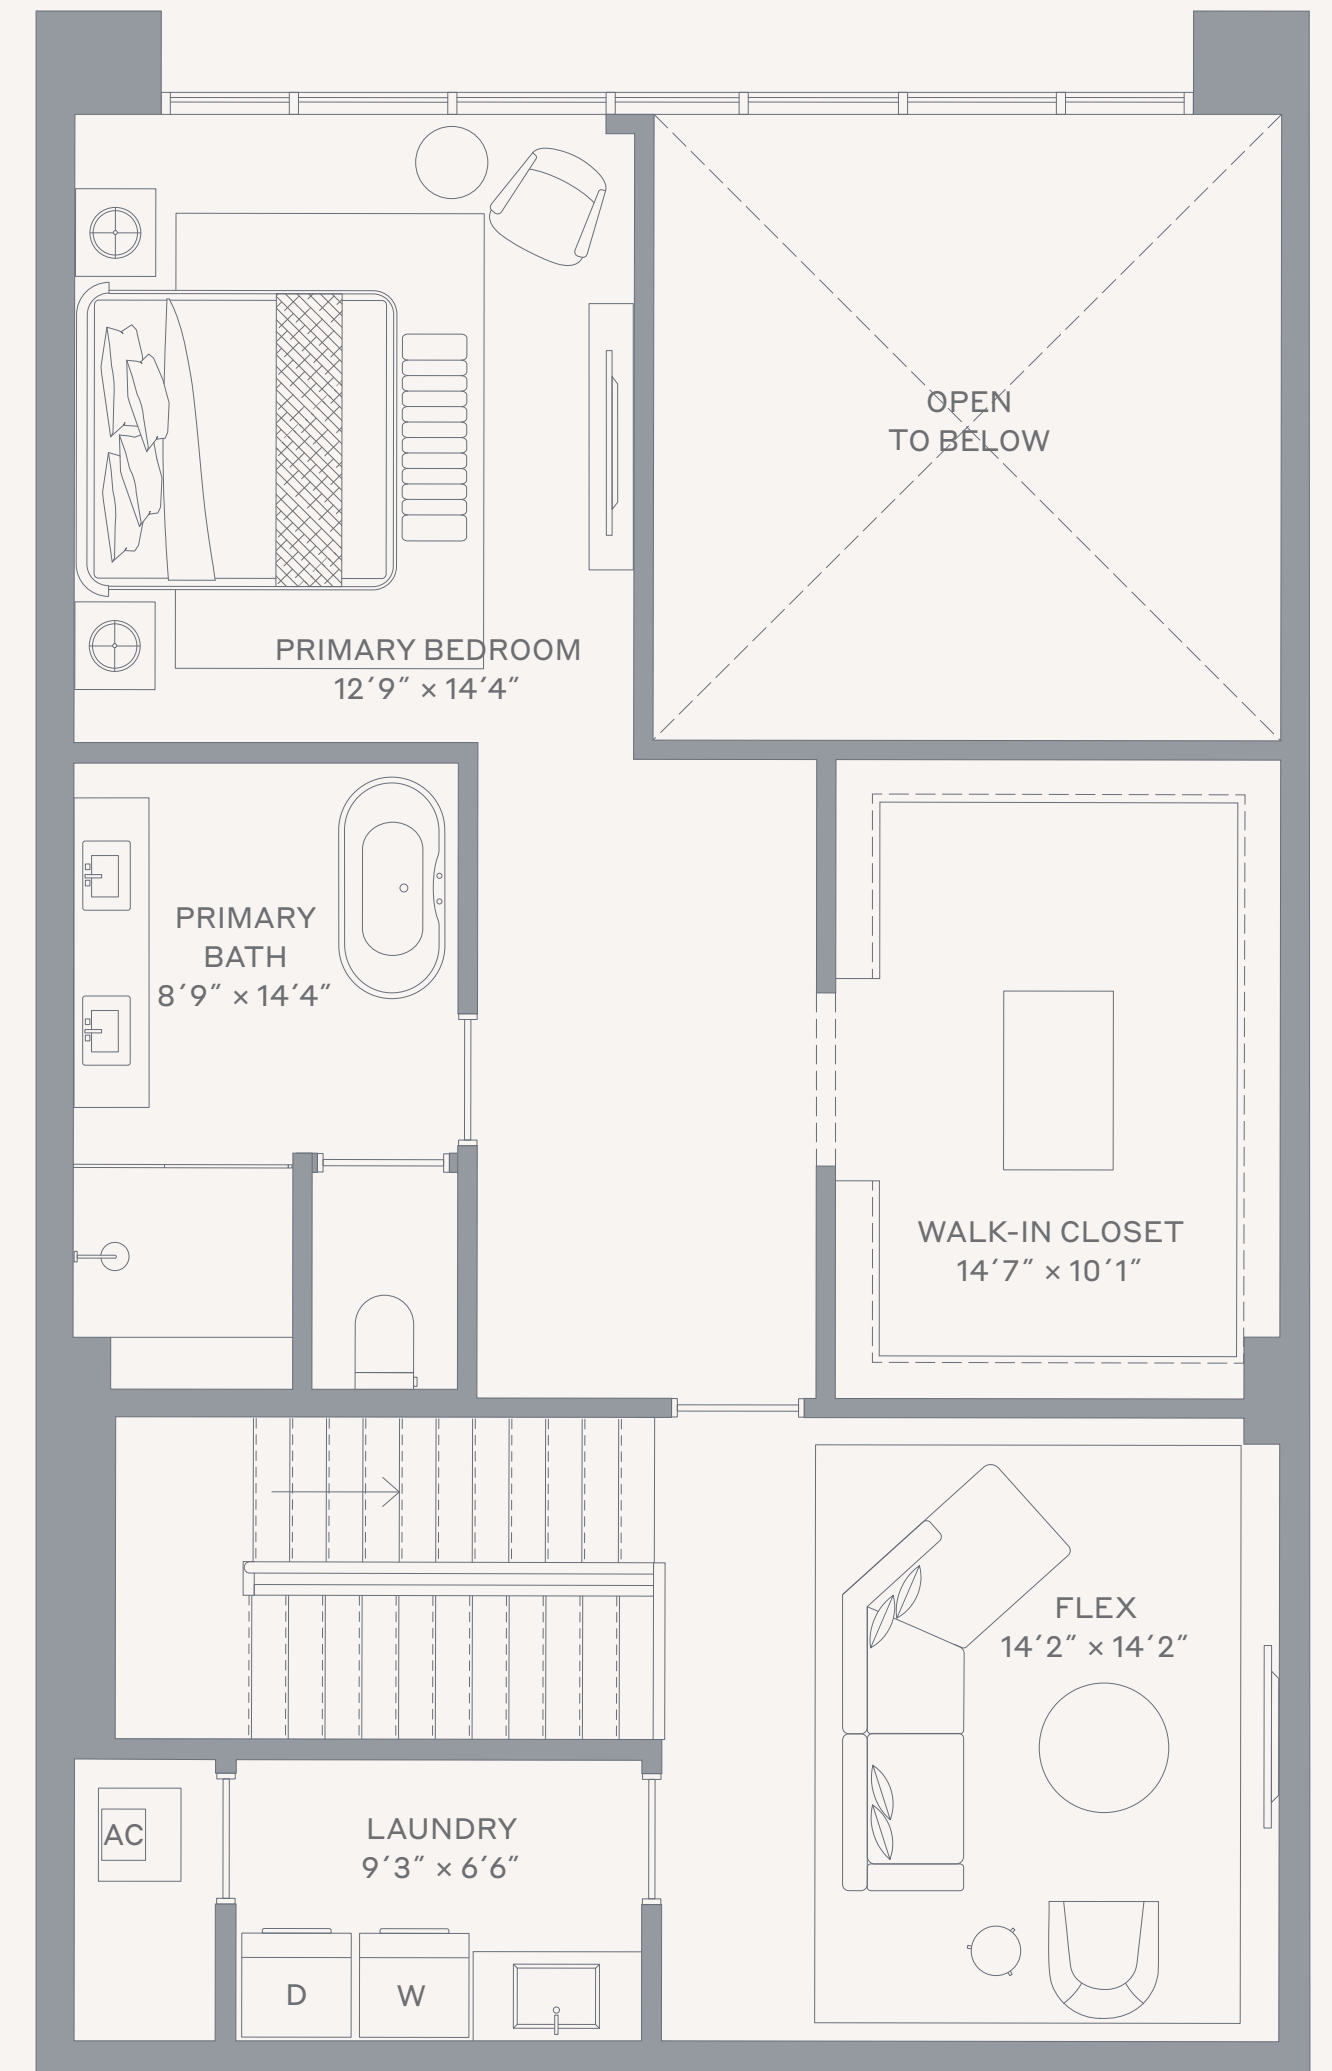 OPEN
TO BELOW
PRIMARY BEDROOM
12′9″ × 14′4″
PRIMARY
BATH
8′9″ × 14′4″
WALK-IN CLOSET
14′7″ × 10′1″
FLEX
14′2″ × 14′2″
LAUNDRY
9′3″ × 6′6″
AC
D
W